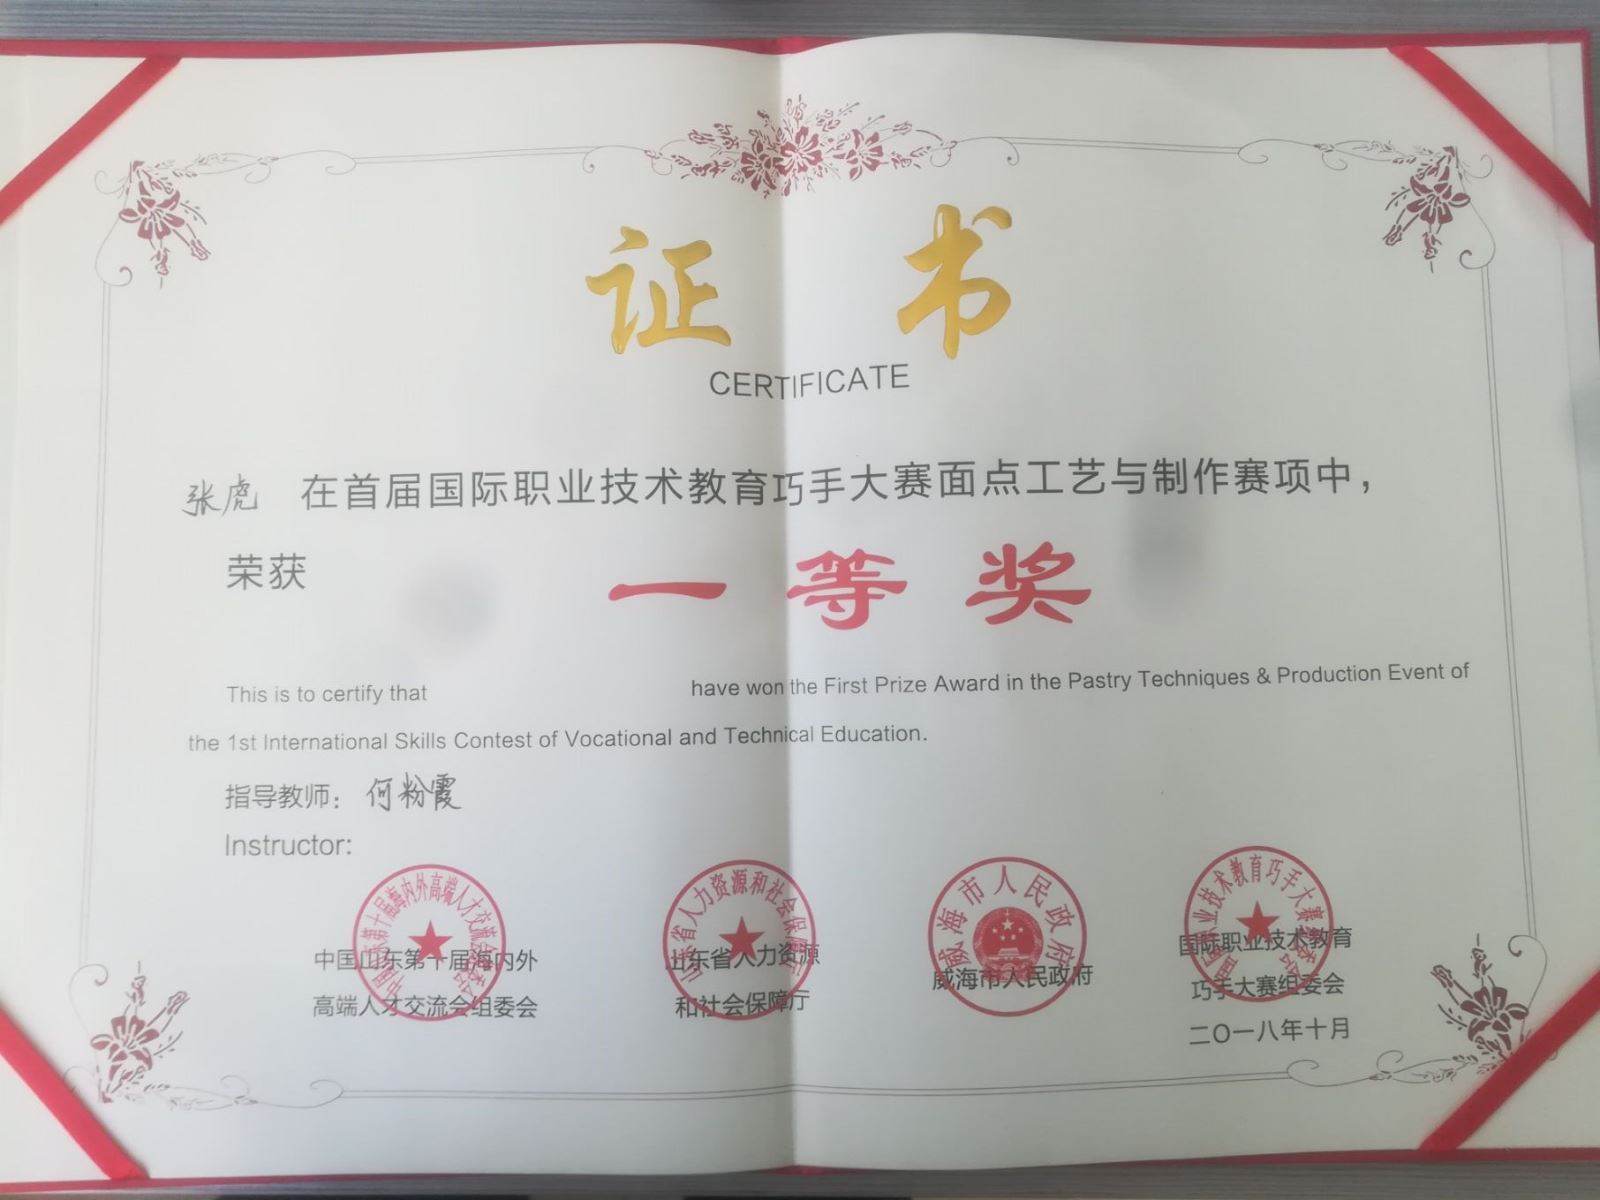 证书
CERTIFICATE
张虎 在首届国际职业技术教育巧手大赛面点工艺与制作赛项中，
荣获 一等奖
This is to certify that have won the First Prize Award in the Pastry Techniques & Production Event of
the 1st International Skills Contest of Vocational and Technical Education.
指导教师： 何粉霞
Instructor:
中国山东第十届海内外
高端人才交流会组委会
山东省人力资源
和社会保障厅
威海市人民政府
威海市人民政府
国际职业技术教育
巧手大赛组委会
二〇一八年十月